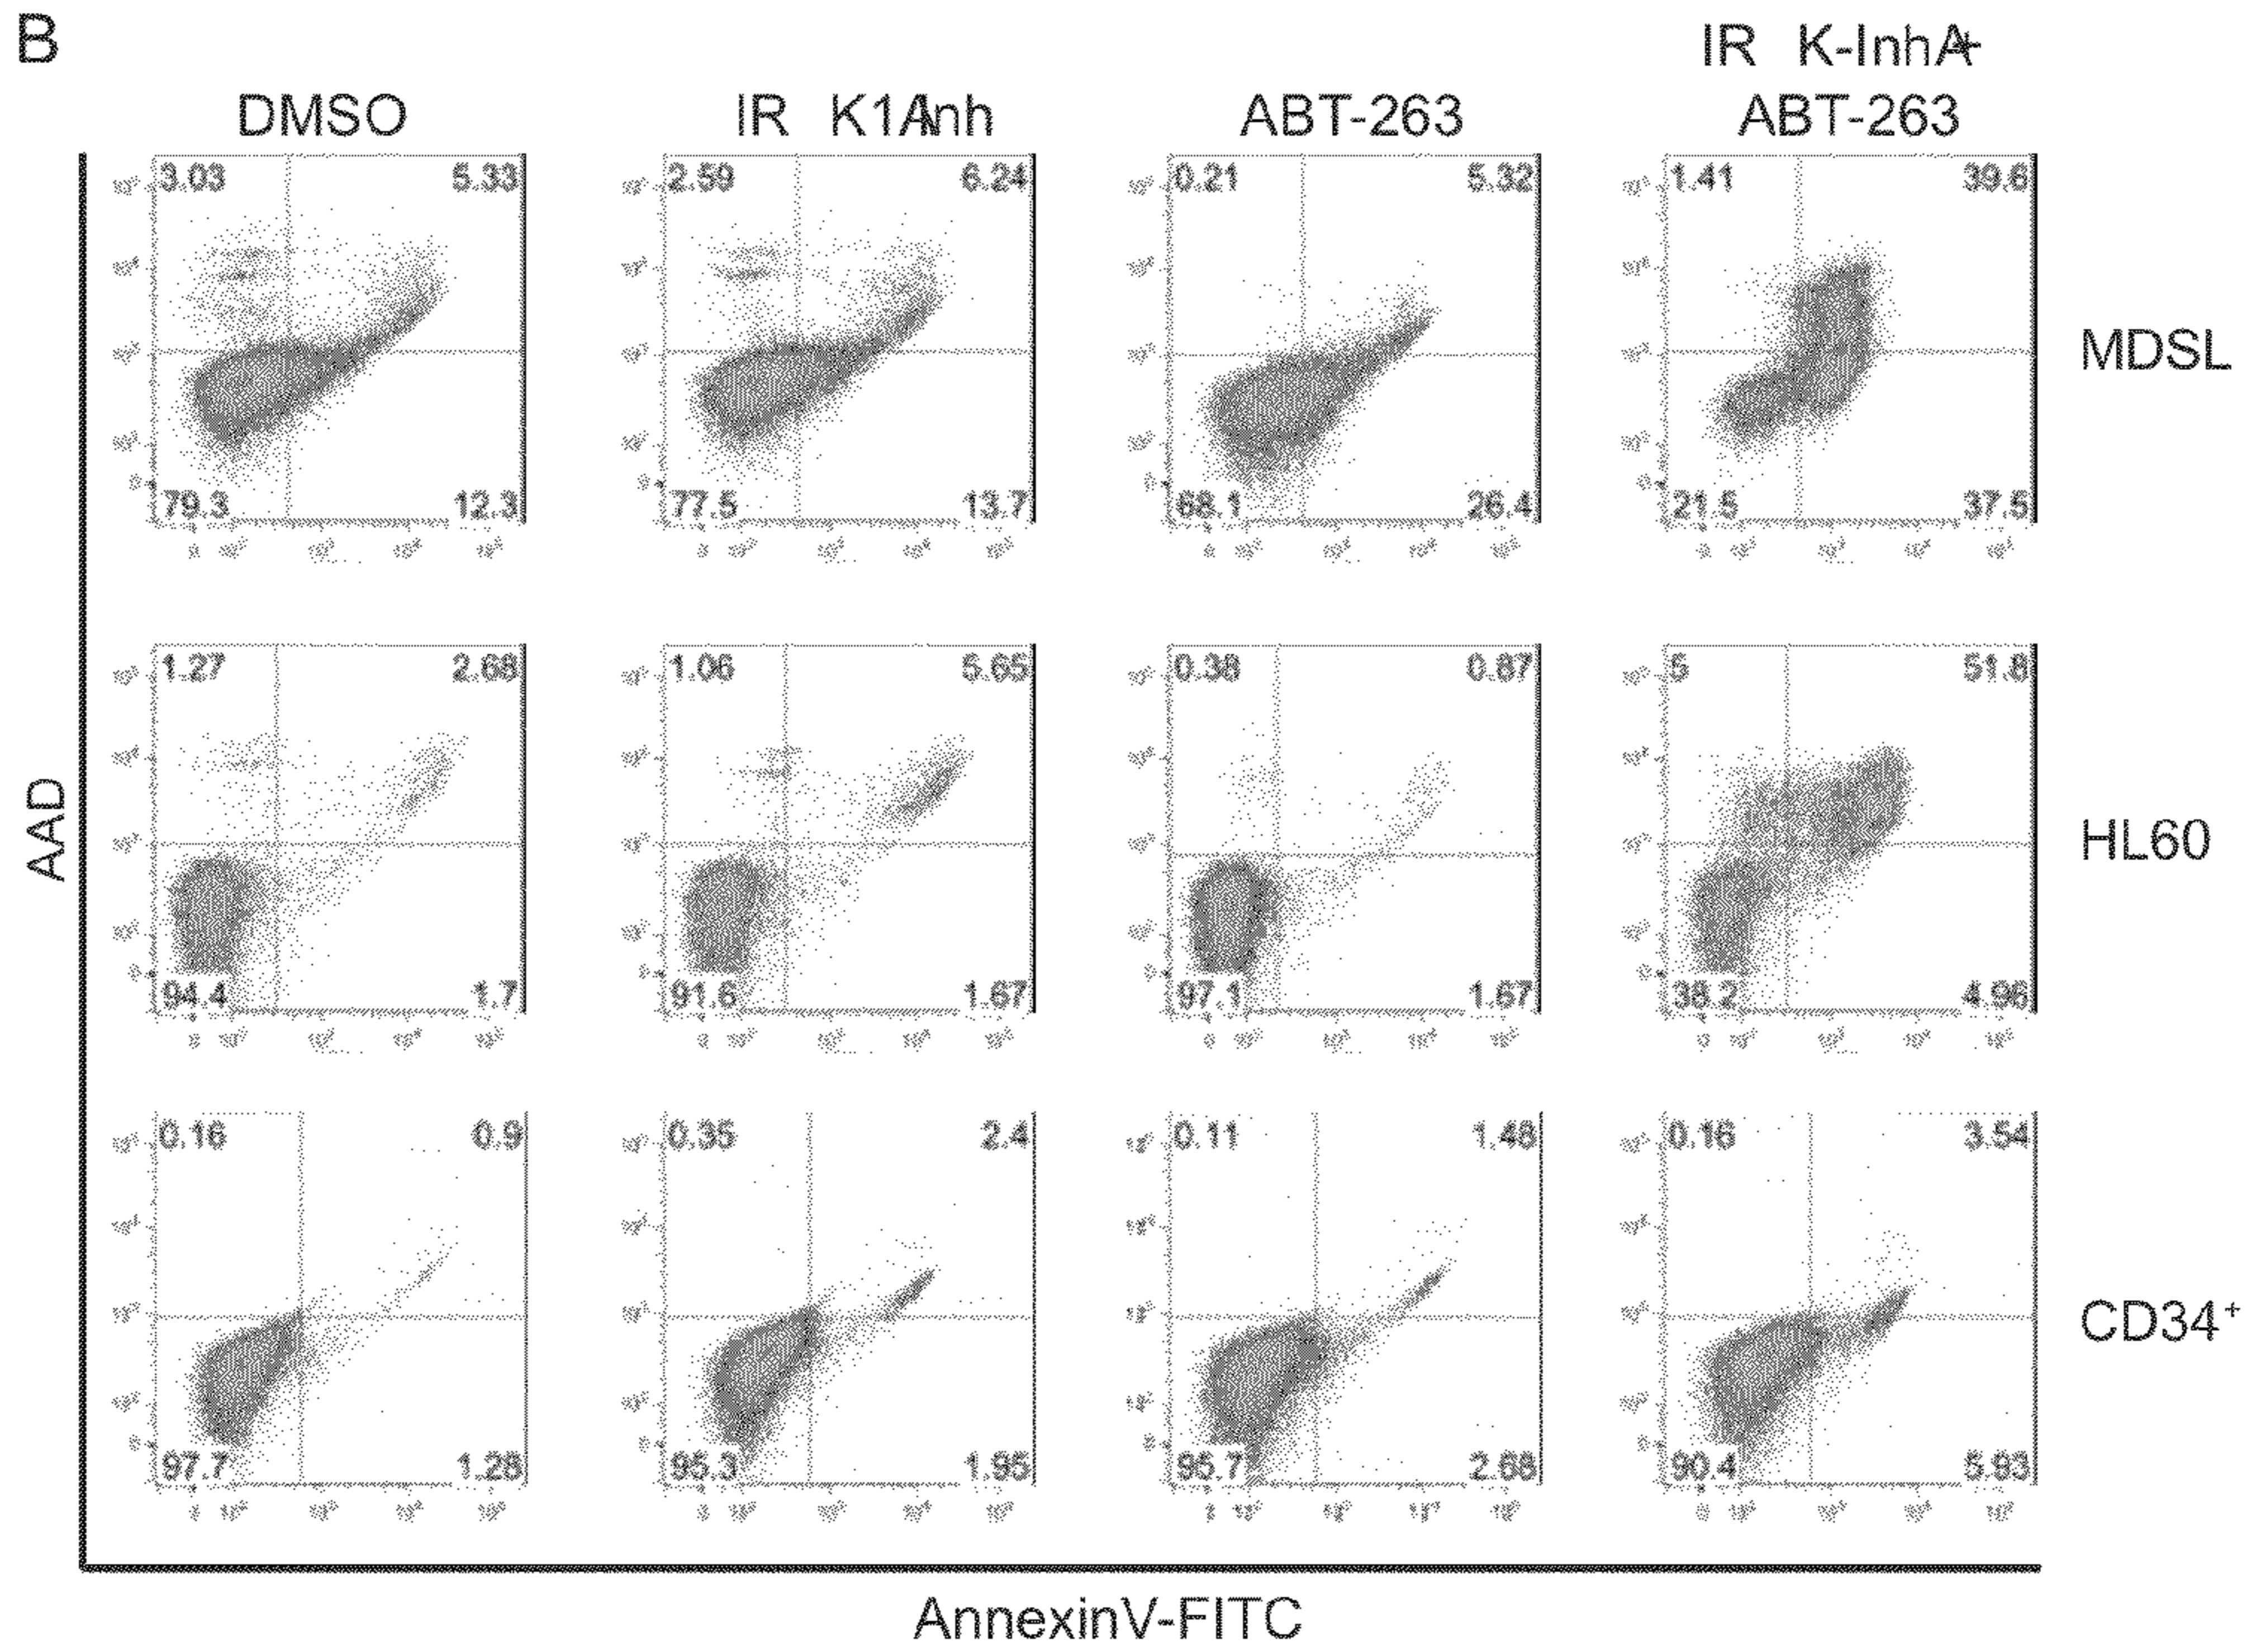 B
IR K-InhA+
DMSO IR K1Anh ABT-263 ABT-263
3.03 5.33 2.59 6.24 0.21 5.32 1.41 39.6
MDSL
79.3 12.3 77.5 13.7 68.1 26.4 21.5 37.5
1.27 2.68 1.06 5.65 0.38 0.87 5 51.8
AAD
HL60
94.4 1.7 91.6 1.67 97.1 1.67 38.2 4.96
0.16 0.9 0.35 2.4 0.11 1.48 0.16 3.54
CD34+
97.7 1.28 95.3 1.95 95.7 2.68 90.4 5.93
AnnexinV-FITC